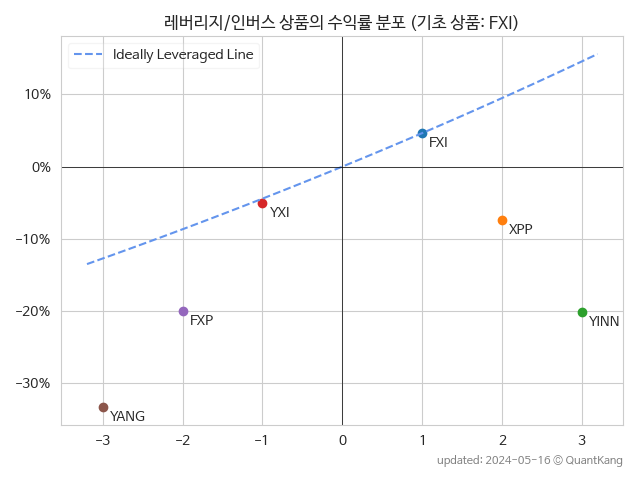 레버리지/인버스 상품의 수익률 분포 (기초 상품: FXI)
Ideally Leveraged Line
10%
0%
-10%
-20%
-30%
FXI
YXI
XPP
FXP
YINN
YANG
-3 -2 -1 0 1 2 3
updated: 2024-05-16 © QuantKang